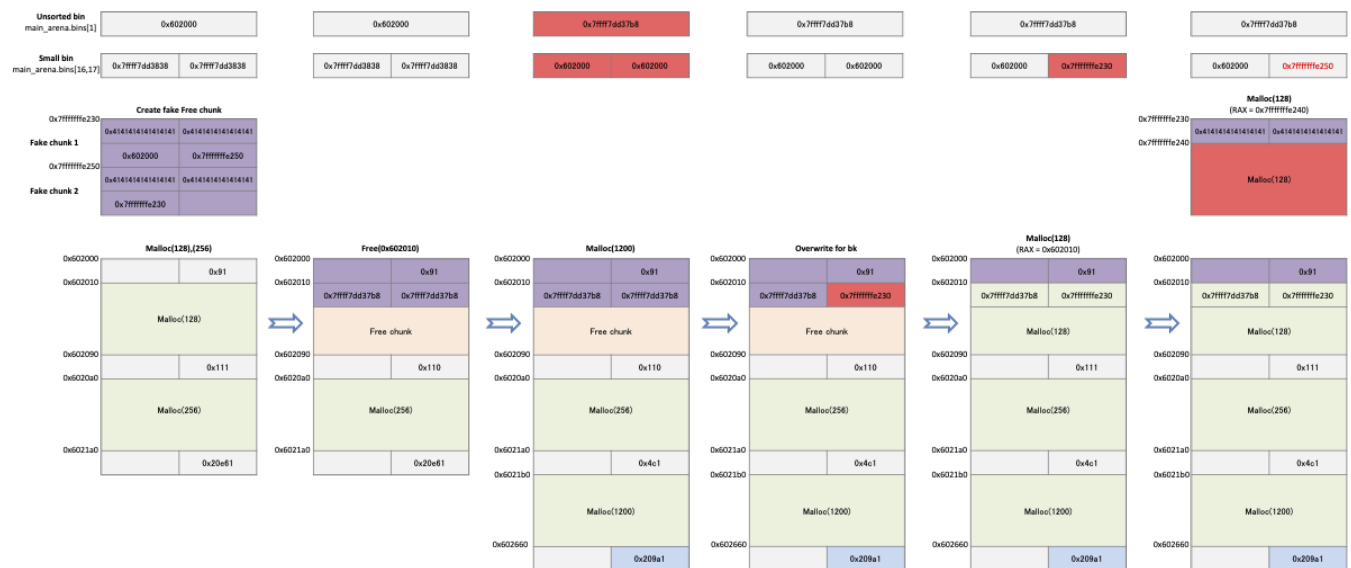 Unsorted bin
main_arena.bins[1]
0x602000
0x602000
0x7ffff7dd37b8
0x7ffff7dd37b8
0x7ffff7dd37b8
0x7ffff7dd37b8
Small bin
main_arena.bins[16,17]
0x7ffff7dd3838 0x7ffff7dd3838
0x7ffff7dd3838 0x7ffff7dd3838
0x602000 0x602000
0x602000 0x602000
0x602000 0x7fffffffe230
0x602000 0x7fffffffe250
Create fake Free chunk
0x7fffffffe230
0x4141414141414141 0x4141414141414141
Fake chunk 1
0x602000 0x7fffffffe250
0x7fffffffe250
0x4141414141414141 0x4141414141414141
Fake chunk 2
0x7fffffffe230
Malloc(128)
(RAX = 0x7fffffffe240)
0x7fffffffe230
0x4141414141414141 0x4141414141414141
0x7fffffffe240
Malloc(128)
Malloc(128),(256)
0x602000
0x91
0x602010
Malloc(128)
0x602090
0x111
0x6020a0
Malloc(256)
0x6021a0
0x20e61
Free(0x602010)
0x602000
0x91
0x602010
0x7ffff7dd37b8 0x7ffff7dd37b8
Free chunk
0x602090
0x110
0x6020a0
Malloc(256)
0x6021a0
0x20e61
Malloc(1200)
0x602000
0x91
0x602010
0x7ffff7dd37b8 0x7ffff7dd37b8
Free chunk
0x602090
0x110
0x6020a0
Malloc(256)
0x6021a0
0x4c1
0x6021b0
Malloc(1200)
0x602660
0x209a1
Overwrite for bk
0x602000
0x91
0x602010
0x7ffff7dd37b8 0x7fffffffe230
Free chunk
0x602090
0x110
0x6020a0
Malloc(256)
0x6021a0
0x4c1
0x6021b0
Malloc(1200)
0x602660
0x209a1
Malloc(128)
(RAX = 0x602010)
0x602000
0x91
0x602010
0x7ffff7dd37b8 0x7fffffffe230
Malloc(128)
0x602090
0x111
0x6020a0
Malloc(256)
0x6021a0
0x4c1
0x6021b0
Malloc(1200)
0x602660
0x209a1
0x602000
0x91
0x602010
0x7ffff7dd37b8 0x7fffffffe230
Malloc(128)
0x602090
0x111
0x6020a0
Malloc(256)
0x6021a0
0x4c1
0x6021b0
Malloc(1200)
0x602660
0x209a1